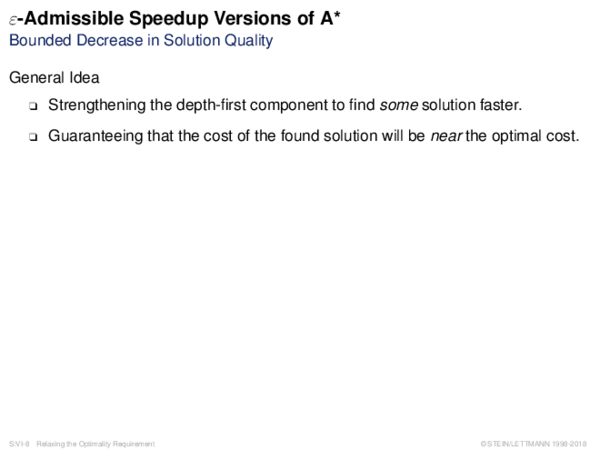 ε-Admissible Speedup Versions of A*
Bounded Decrease in Solution Quality
General Idea
❑ Strengthening the depth-first component to find some solution faster.
❑ Guaranteeing that the cost of the found solution will be near the optimal cost.
S:VI-8 Relaxing the Optimality Requirement
© STEIN/LETTMANN 1998-2018